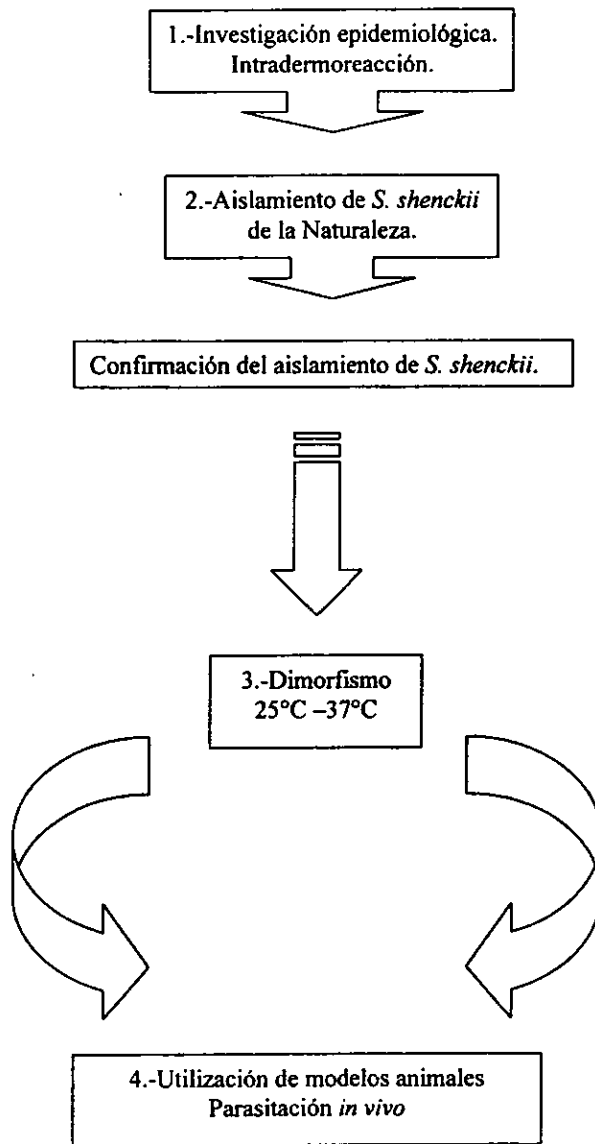 1.-Investigación epidemiológica.
Intradermoreacción.
2.-Aislamiento de S. shenckii
de la Naturaleza.
Confirmación del aislamiento de S. shenckii.
3.-Dimorfismo
25°C –37°C
4.-Utilización de modelos animales
Parasitación in vivo